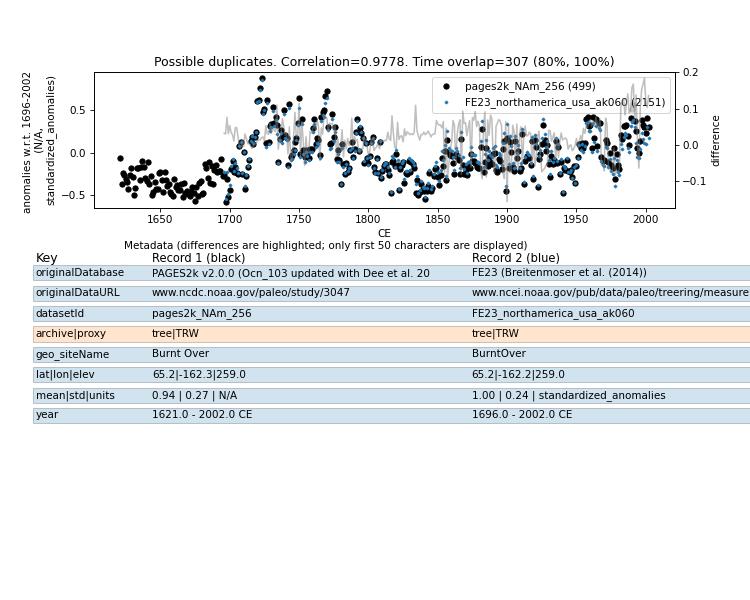 Possible duplicates. Correlation=0.9778. Time overlap=307 (80%, 100%)
anomalies w.r.t. 1696-2002
(N/A,
standardized_anomalies)
0.5
0.0
−0.5
pages2k_NAm_256 (499)
FE23_northamerica_usa_ak060 (2151)
0.2
0.1
0.0
−0.1
difference
1650 1700 1750 1800 1850 1900 1950 2000
CE
Metadata (differences are highlighted; only first 50 characters are displayed)
Key Record 1 (black) Record 2 (blue)
originalDatabase PAGES2k v2.0.0 (Ocn_103 updated with Dee et al. 20 FE23 (Breitenmoser et al. (2014))
originalDataURL www.ncdc.noaa.gov/paleo/study/3047 www.ncei.noaa.gov/pub/data/paleo/treering/measure
datasetId pages2k_NAm_256 FE23_northamerica_usa_ak060
archive|proxy tree|TRW tree|TRW
geo_siteName Burnt Over BurntOver
lat|lon|elev 65.2|-162.3|259.0 65.2|-162.2|259.0
mean|std|units 0.94 | 0.27 | N/A 1.00 | 0.24 | standardized_anomalies
year 1621.0 - 2002.0 CE 1696.0 - 2002.0 CE